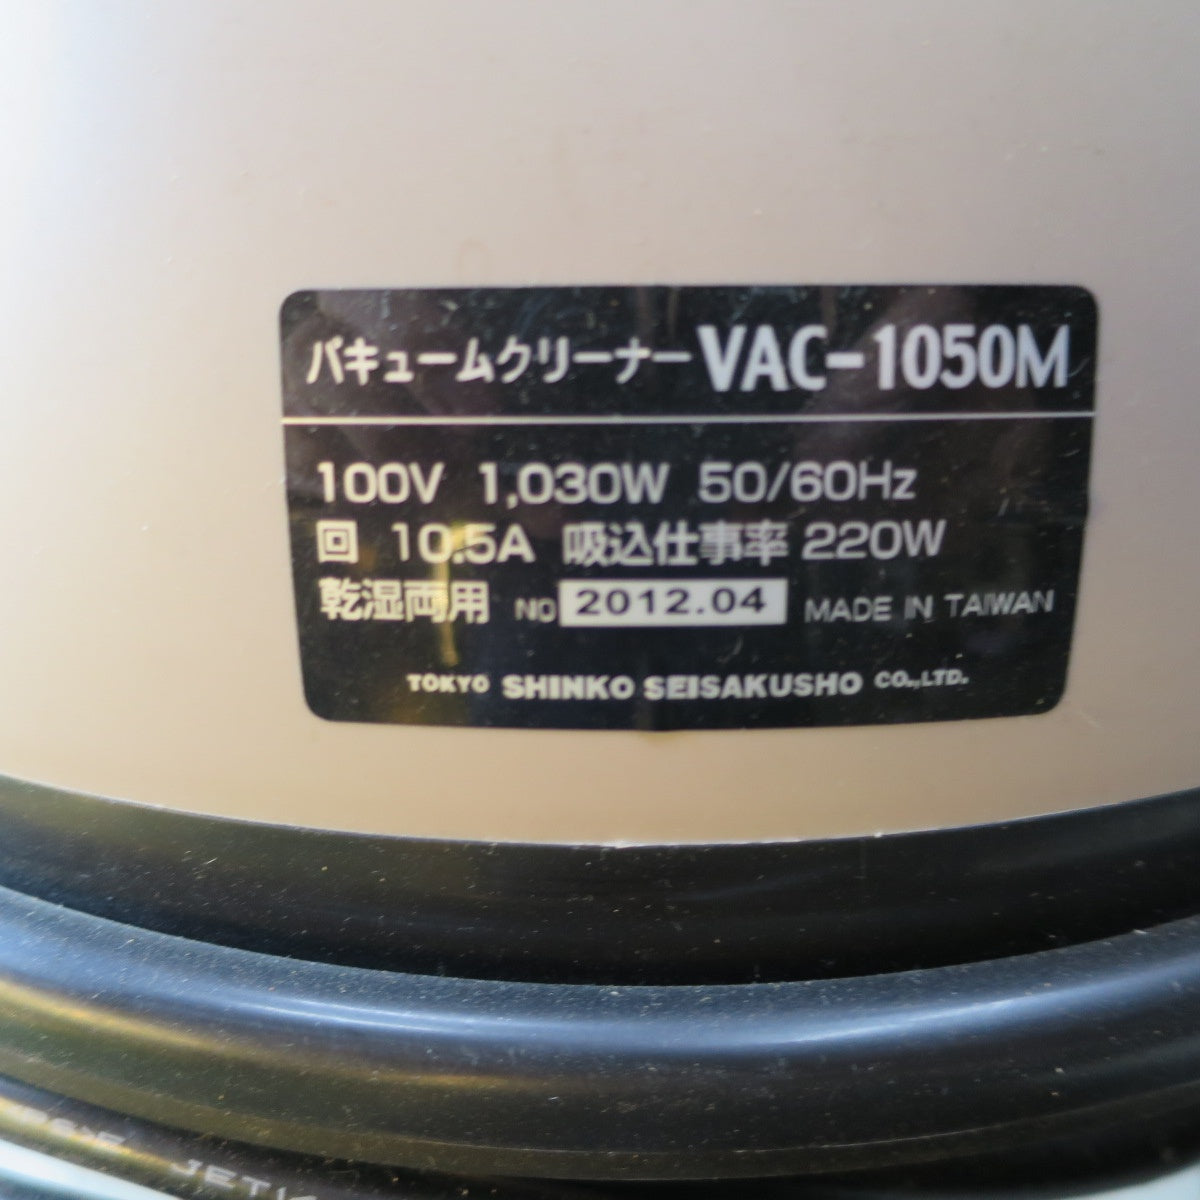 バキュームクリーナー VAC-1050M
100V 1,030W 50/60Hz
回 10.5A 吸込仕事率 220W
乾湿両用 NO 2012.04 MADE IN TAIWAN
TOKYO SHINKO SEISAKUSHO CO.,LTD.
JET